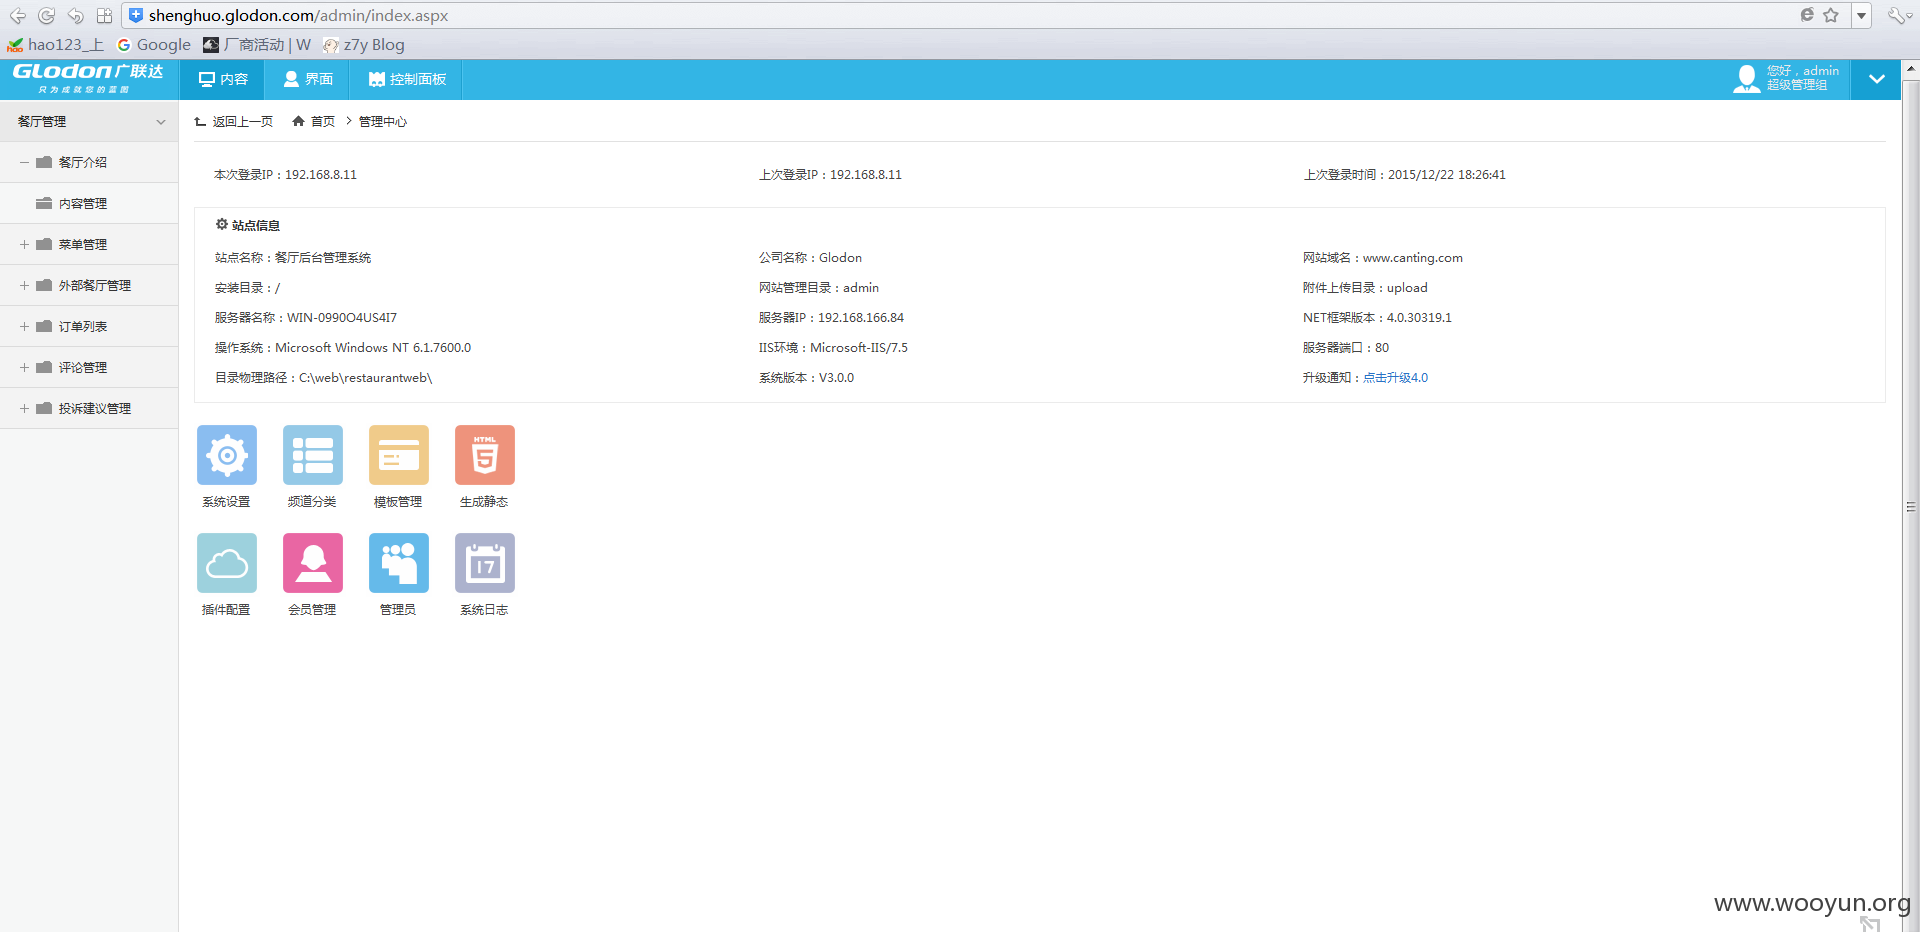 shenghuo.glodon.com/admin/index.aspx
hao123_上 Google 厂商活动 | W z7y Blog
GLodon广联达
只为成就您的蓝图
内容 界面 控制面板
您好，admin
超级管理组
餐厅管理
返回上一页 首页 管理中心
餐厅介绍
内容管理
菜单管理
外部餐厅管理
订单列表
评论管理
投诉建议管理
本次登录IP：192.168.8.11 上次登录IP：192.168.8.11 上次登录时间：2015/12/22 18:26:41
站点信息
站点名称：餐厅后台管理系统 公司名称：Glodon 网站域名：www.canting.com
安装目录：/ 网站管理目录：admin 附件上传目录：upload
服务器名称：WIN-0990O4US4I7 服务器IP：192.168.166.84 NET框架版本：4.0.30319.1
操作系统：Microsoft Windows NT 6.1.7600.0 IIS环境：Microsoft-IIS/7.5 服务器端口：80
目录物理路径：C:\web\restaurantweb\ 系统版本：V3.0.0 升级通知：点击升级4.0
HTML
5
系统设置 频道分类 模板管理 生成静态
17
插件配置 会员管理 管理员 系统日志
www.wooyun.org